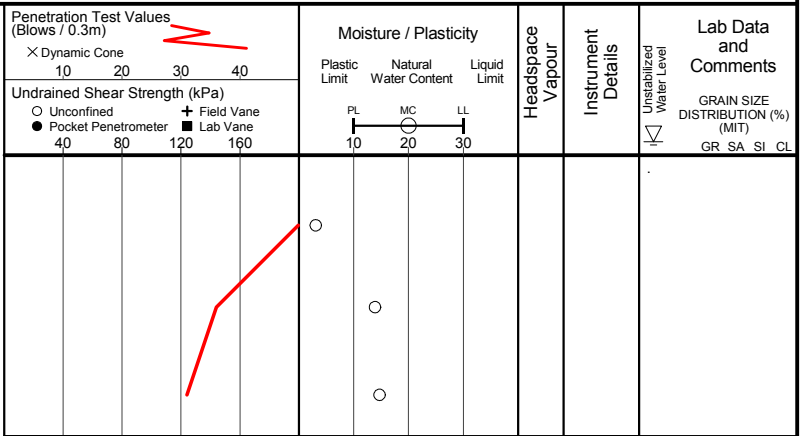 Penetration Test Values
(Blows / 0.3m)
× Dynamic Cone
10 20 30 40
Undrained Shear Strength (kPa)
○ Unconfined + Field Vane
● Pocket Penetrometer ■ Lab Vane
40 80 120 160
Moisture / Plasticity
Plastic Natural Liquid
Limit Water Content Limit
PL MC LL
10 20 30
Headspace
Vapour
Instrument
Details
Unstabilized
Water Level
Lab Data
and
Comments
GRAIN SIZE
DISTRIBUTION (%)
(MIT)
GR SA SI CL